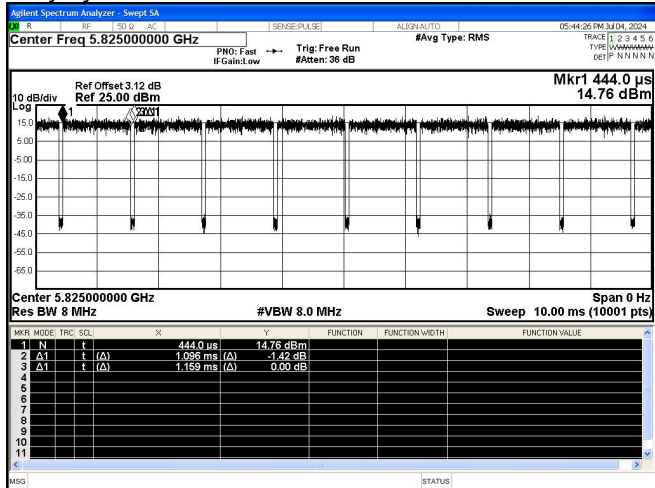 Agilent Spectrum Analyzer - Swept SA
LXI R RF 50 Ω AC SENSE:PULSE ALIGN AUTO 05:44:26 PM Jul 04, 2024
Center Freq 5.825000000 GHz #Avg Type: RMS TRACE 1 2 3 4 5 6
PNO: Fast Trig: Free Run TYPE
IFGain:Low #Atten: 36 dB DET P N N N N N
Mkr1 444.0 µs
Ref Offset 3.12 dB
10 dB/div Ref 25.00 dBm 14.76 dBm
Log
1
15.0
5.00
-5.00
-15.0
-25.0
-35.0
-45.0
-55.0
-65.0
Center 5.825000000 GHz Span 0 Hz
Res BW 8 MHz #VBW 8.0 MHz Sweep 10.00 ms (10001 pts)
MKR MODE TRC SCL X Y FUNCTION FUNCTION WIDTH FUNCTION VALUE
1 N t 444.0 µs 14.76 dBm
2 Δ1 t (Δ) 1.096 ms (Δ) -1.42 dB
3 Δ1 t (Δ) 1.159 ms (Δ) 0.00 dB
4
5
6
7
8
9
10
11
MSG STATUS